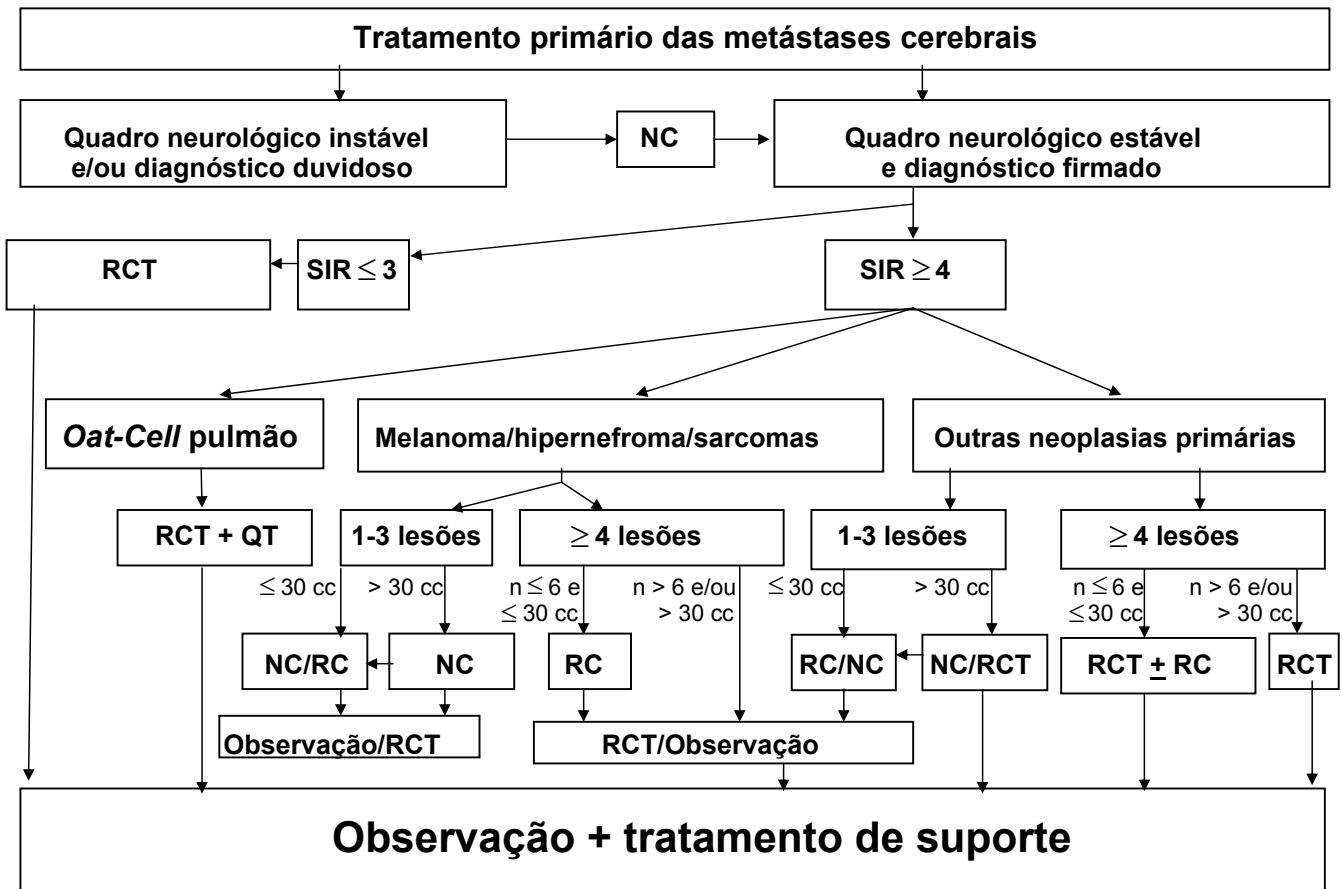 Tratamento primário das metástases cerebrais
Quadro neurológico instável
e/ou diagnóstico duvidoso
NC
Quadro neurológico estável
e diagnóstico firmado
RCT
SIR ≤ 3
SIR ≥ 4
Oat-Cell pulmão
Melanoma/hipernefroma/sarcomas
Outras neoplasias primárias
RCT + QT
1-3 lesões
≥ 4 lesões
1-3 lesões
≥ 4 lesões
≤ 30 cc
> 30 cc
n ≤ 6 e
≤ 30 cc
n > 6 e/ou
> 30 cc
≤ 30 cc
> 30 cc
n ≤ 6 e
≤ 30 cc
n > 6 e/ou
> 30 cc
NC/RC
NC
RC
RC/NC
NC/RCT
RCT ± RC
RCT
Observação/RCT
RCT/Observação
Observação + tratamento de suporte